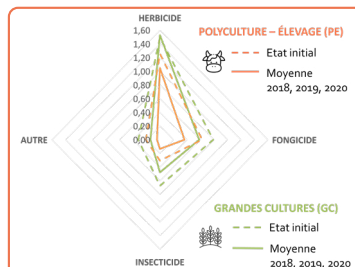 HERBICIDE
1,60
1,40
1,20
1,00
0,80
0,60
0,40
0,20
0,00
POLYCULTURE – ÉLEVAGE (PE)
Etat initial
Moyenne
2018, 2019, 2020
AUTRE
FONGICIDE
GRANDES CULTURES (GC)
Etat initial
Moyenne
2018, 2019, 2020
INSECTICIDE